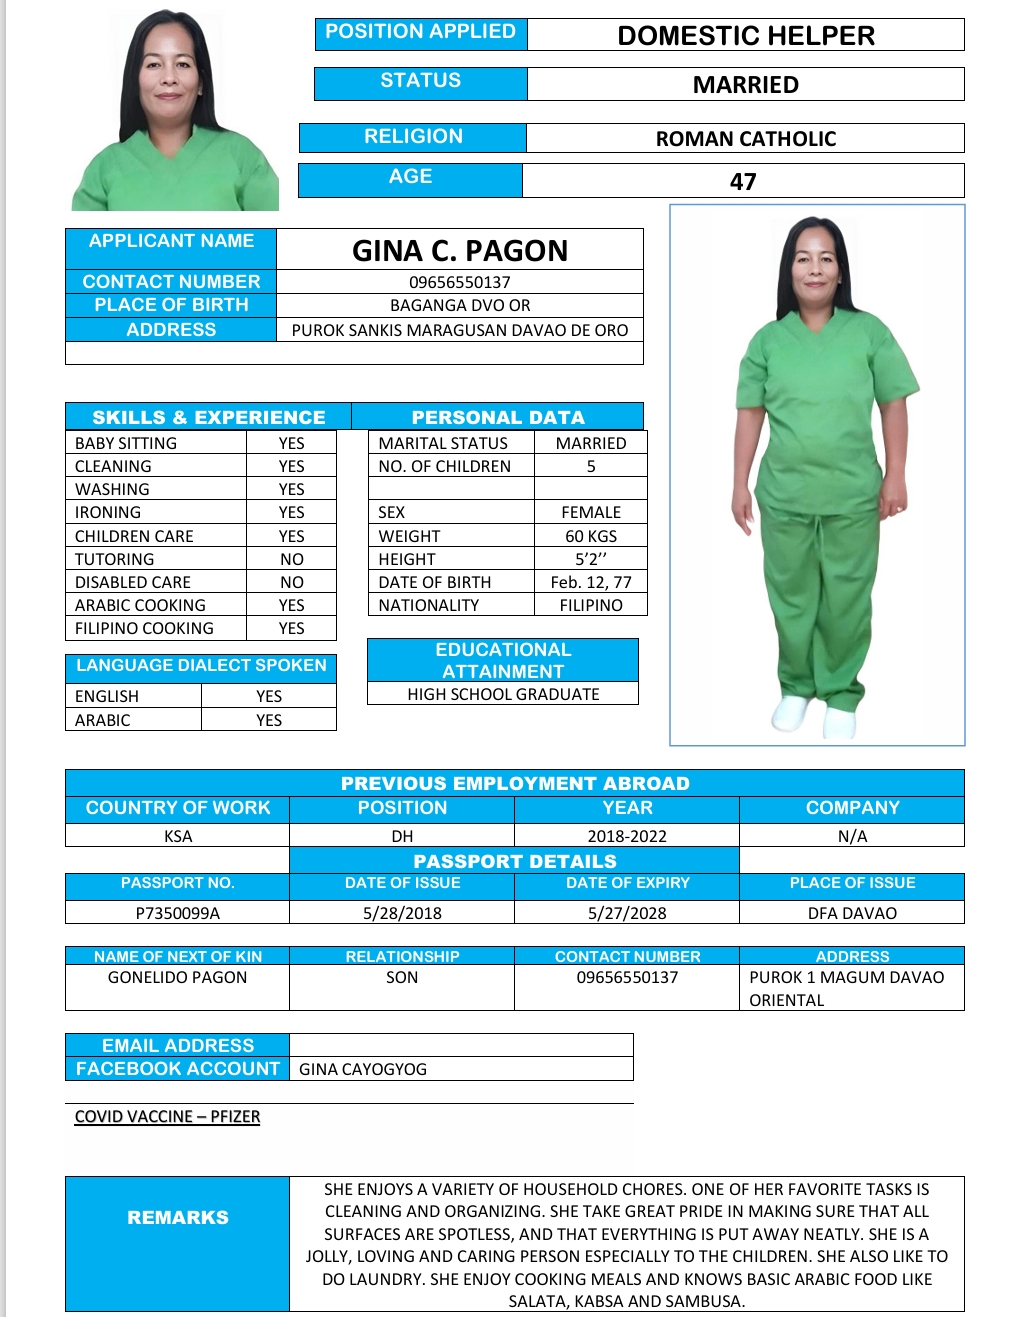 POSITION APPLIED DOMESTIC HELPER
STATUS MARRIED
RELIGION ROMAN CATHOLIC
AGE 47
APPLICANT NAME GINA C. PAGON
CONTACT NUMBER 09656550137
PLACE OF BIRTH BAGANGA DVO OR
ADDRESS PUROK SANKIS MARAGUSAN DAVAO DE ORO
SKILLS & EXPERIENCE
BABY SITTING YES
CLEANING YES
WASHING YES
IRONING YES
CHILDREN CARE YES
TUTORING NO
DISABLED CARE NO
ARABIC COOKING YES
FILIPINO COOKING YES
LANGUAGE DIALECT SPOKEN
ENGLISH YES
ARABIC YES
PERSONAL DATA
MARITAL STATUS MARRIED
NO. OF CHILDREN 5
SEX FEMALE
WEIGHT 60 KGS
HEIGHT 5’2’’
DATE OF BIRTH Feb. 12, 77
NATIONALITY FILIPINO
EDUCATIONAL
ATTAINMENT
HIGH SCHOOL GRADUATE
PREVIOUS EMPLOYMENT ABROAD
COUNTRY OF WORK POSITION YEAR COMPANY
KSA DH 2018-2022 N/A
PASSPORT DETAILS
PASSPORT NO. DATE OF ISSUE DATE OF EXPIRY PLACE OF ISSUE
P7350099A 5/28/2018 5/27/2028 DFA DAVAO
NAME OF NEXT OF KIN RELATIONSHIP CONTACT NUMBER ADDRESS
GONELIDO PAGON SON 09656550137 PUROK 1 MAGUM DAVAO
ORIENTAL
EMAIL ADDRESS
FACEBOOK ACCOUNT GINA CAYOGYOG
COVID VACCINE – PFIZER
REMARKS
SHE ENJOYS A VARIETY OF HOUSEHOLD CHORES. ONE OF HER FAVORITE TASKS IS
CLEANING AND ORGANIZING. SHE TAKE GREAT PRIDE IN MAKING SURE THAT ALL
SURFACES ARE SPOTLESS, AND THAT EVERYTHING IS PUT AWAY NEATLY. SHE IS A
JOLLY, LOVING AND CARING PERSON ESPECIALLY TO THE CHILDREN. SHE ALSO LIKE TO
DO LAUNDRY. SHE ENJOY COOKING MEALS AND KNOWS BASIC ARABIC FOOD LIKE
SALATA, KABSA AND SAMBUSA.